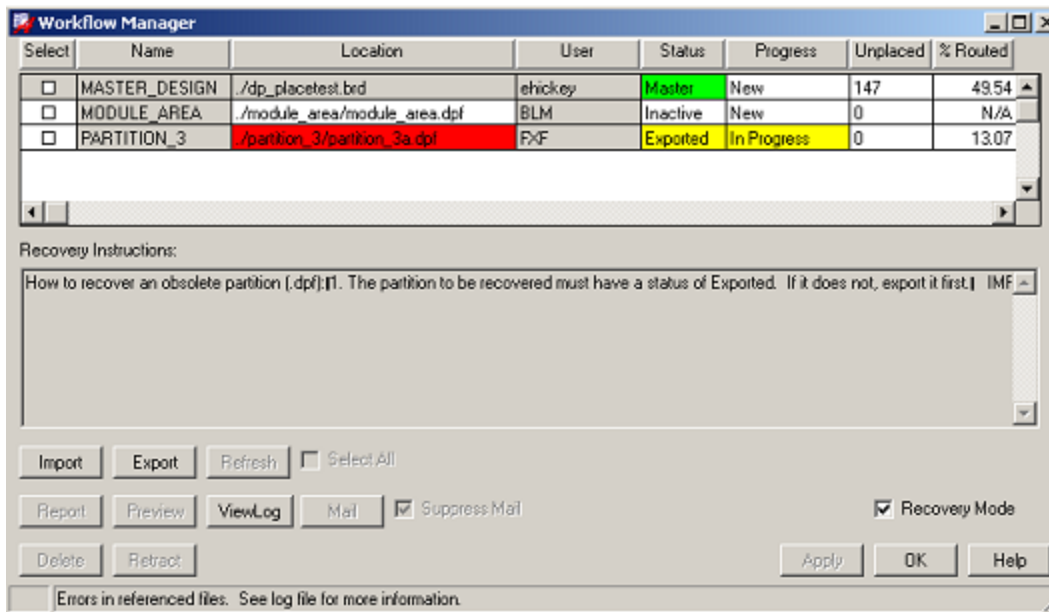 Workflow Manager
Select Name Location User Status Progress Unplaced % Routed
MASTER_DESIGN ./dp_placetest.brd ehickey Master New 147 49.54
MODULE_AREA ./module_area/module_area.dpf BLM Inactive New 0 N/A
PARTITION_3 ./partition_3/partition_3a.dpf FXF Exported In Progress 0 13.07
Recovery Instructions:
How to recover an obsolete partition (.dpf):1. The partition to be recovered must have a status of Exported. If it does not, export it first. IMF
Import Export Refresh Select All
Report Preview ViewLog Mail Suppress Mail Recovery Mode
Delete Retract Apply OK Help
Errors in referenced files. See log file for more information.